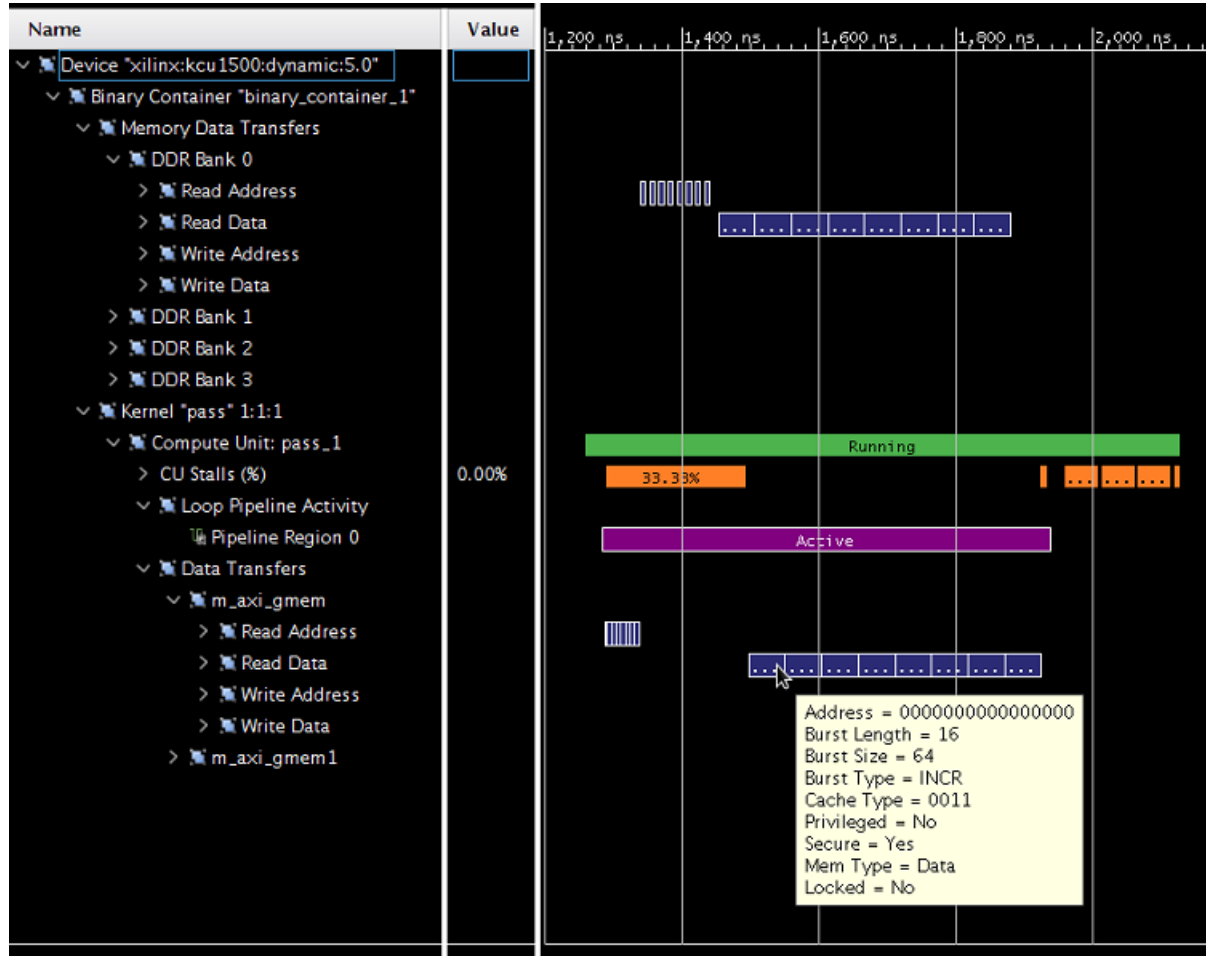 Name Value
1,200 ns 1,400 ns 1,600 ns 1,800 ns 2,000 ns
Device "xilinx:kcu1500:dynamic:5.0"
Binary Container "binary_container_1"
Memory Data Transfers
DDR Bank 0
Read Address
Read Data ... ... ... ... ... ... ... ...
Write Address
Write Data
DDR Bank 1
DDR Bank 2
DDR Bank 3
Kernel "pass" 1:1:1
Compute Unit: pass_1 Running
CU Stalls (%) 0.00% 33.33% ... ... ...
Loop Pipeline Activity
Pipeline Region 0 Active
Data Transfers
m_axi_gmem
Read Address
Read Data ... ... ... ... ... ... ... ...
Write Address
Write Data
m_axi_gmem1
Address = 0000000000000000
Burst Length = 16
Burst Size = 64
Burst Type = INCR
Cache Type = 0011
Privileged = No
Secure = Yes
Mem Type = Data
Locked = No